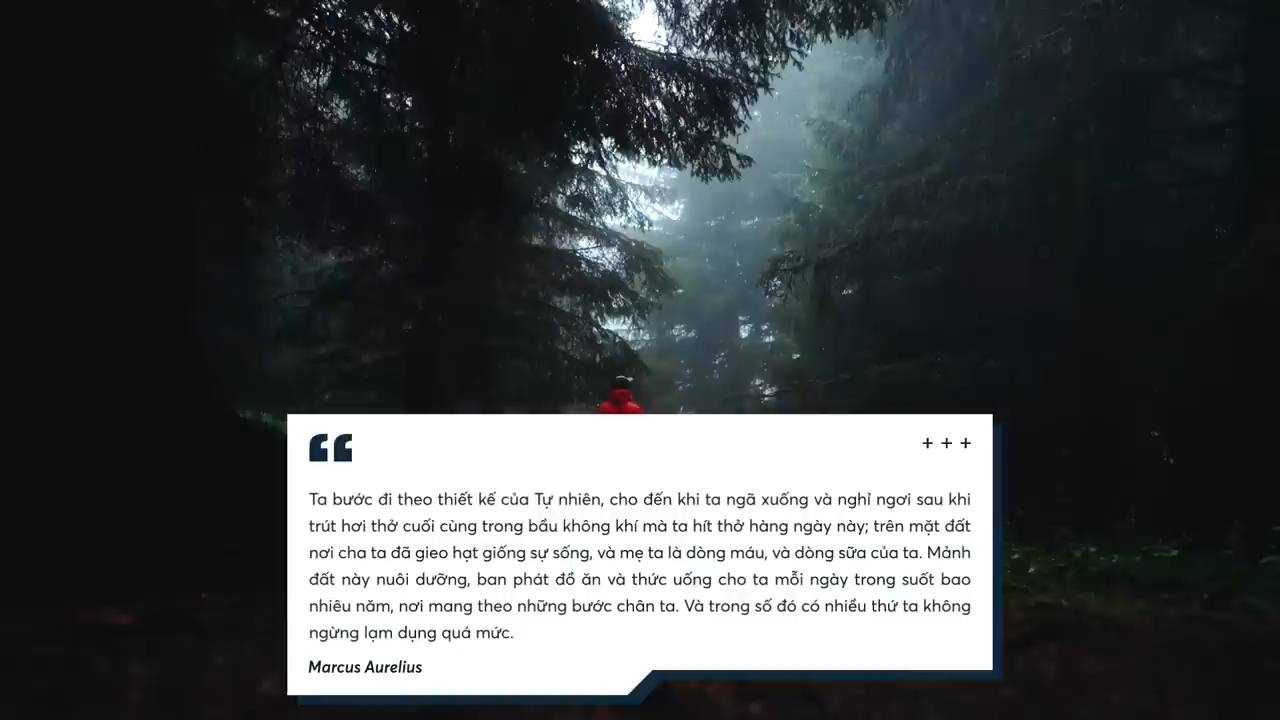 + + +
Ta bước đi theo thiết kế của Tự nhiên, cho đến khi ta ngã xuống và nghỉ ngơi sau khi
trút hơi thở cuối cùng trong bầu không khí mà ta hít thở hàng ngày này; trên mặt đất
nơi cha ta đã gieo hạt giống sự sống, và mẹ ta là dòng máu, và dòng sữa của ta. Mảnh
đất này nuôi dưỡng, ban phát đồ ăn và thức uống cho ta mỗi ngày trong suốt bao
nhiêu năm, nơi mang theo những bước chân ta. Và trong số đó có nhiều thứ ta không
ngừng lạm dụng quá mức.
Marcus Aurelius